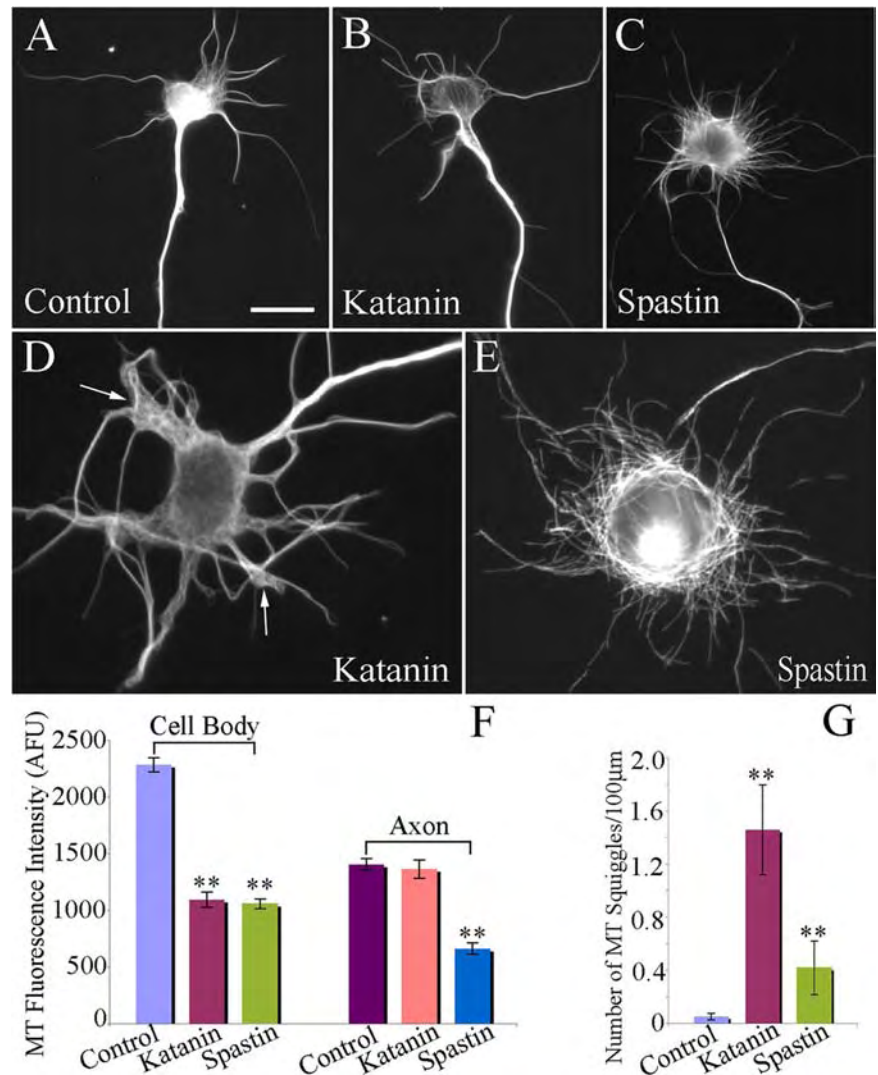 A
Control
B
Katanin
C
Spastin
D
Katanin
E
Spastin
F
MT Fluorescence Intensity (AFU)
2500
2000
1500
1000
500
0
Cell Body
**
**
Axon
**
Control
Katanin
Spastin
Control
Katanin
Spastin
G
Number of MT Squiggles/100μm
2.0
1.6
1.2
0.8
0.4
0
**
**
Control
Katanin
Spastin